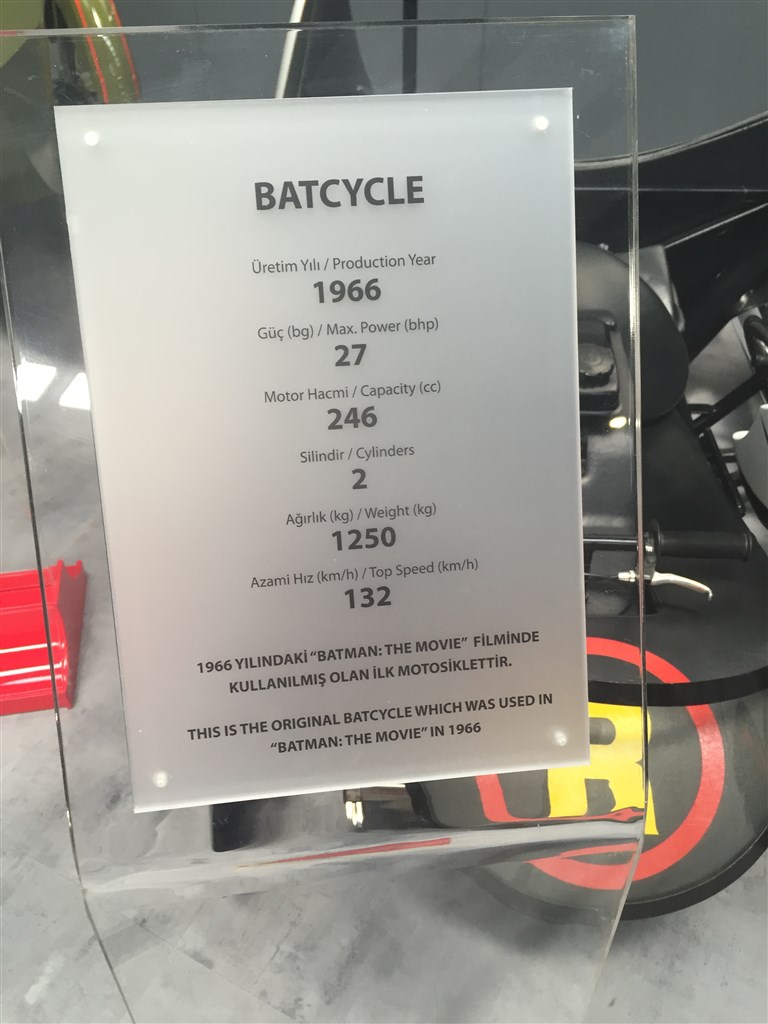 BATCYCLE
Üretim Yılı / Production Year
1966
Güç (bg) / Max. Power (bhp)
27
Motor Hacmi / Capacity (cc)
246
Silindir / Cylinders
2
Ağırlık (kg) / Weight (kg)
1250
Azami Hız (km/h) / Top Speed (km/h)
132
1966 YILINDAKİ “BATMAN: THE MOVIE” FİLMİNDE
KULLANILMIŞ OLAN İLK MOTOSİKLETTİR.
THIS IS THE ORIGINAL BATCYCLE WHICH WAS USED IN
“BATMAN: THE MOVIE” IN 1966
R